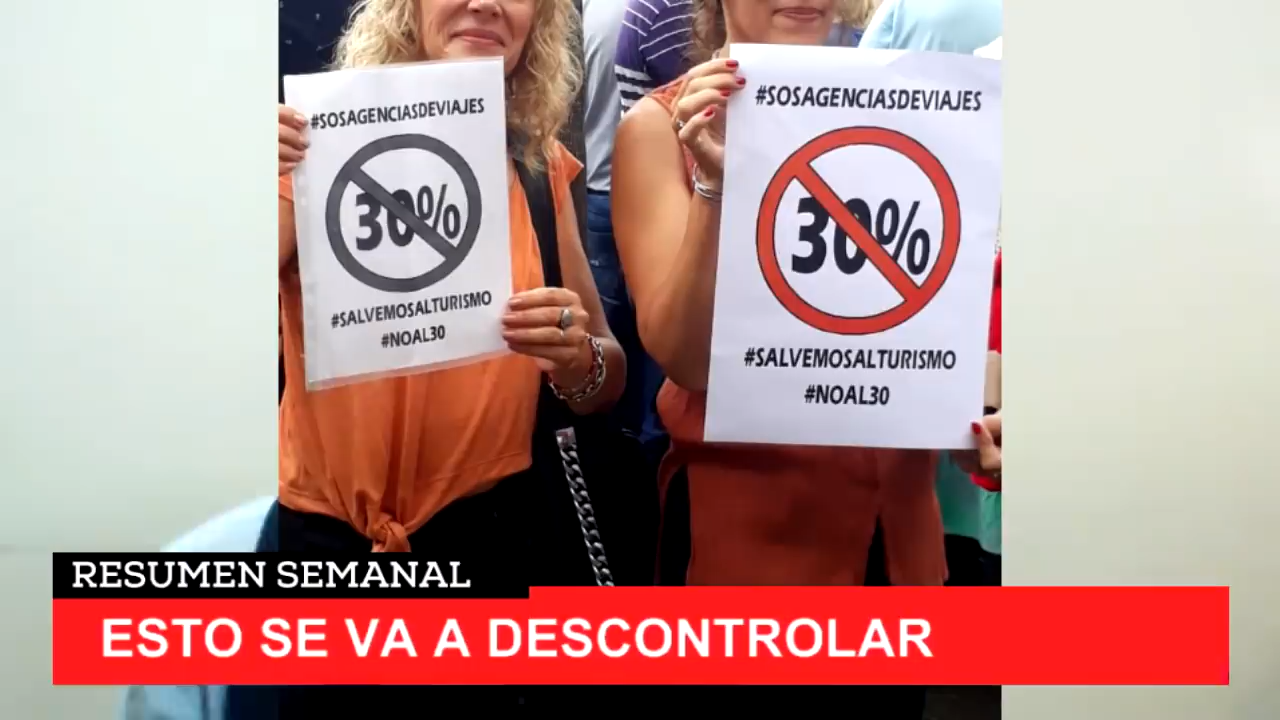 #SOSAGENCIASDEVIAJES
30%
#SALVEMOSALTURISMO
#NOAL30
#SOSAGENCIASDEVIAJES
30%
#SALVEMOSALTURISMO
#NOAL30
RESUMEN SEMANAL
ESTO SE VA A DESCONTROLAR